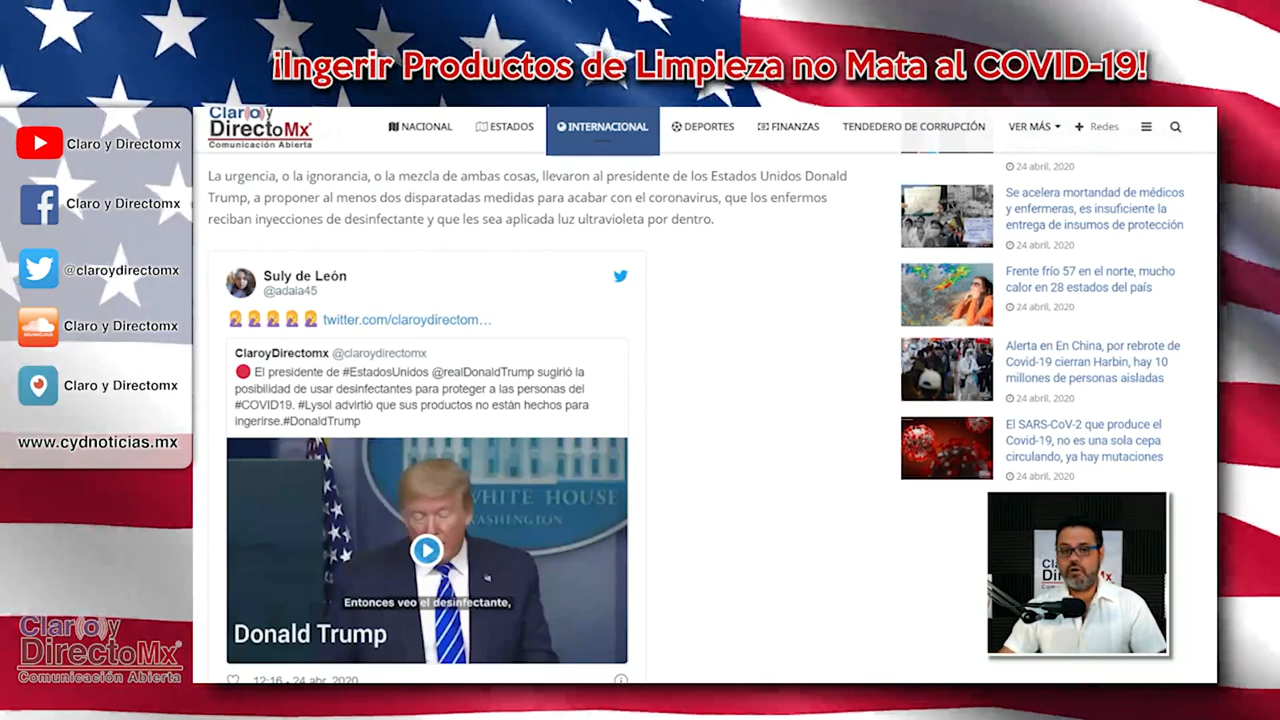 ¡Ingerir Productos de Limpieza no Mata al COVID-19!
Claro y Directomx
Claro y Directomx
@claroydirectomx
SOUNDCLOUD
Claro y Directomx
Claro y Directomx
www.cydnoticias.mx
Claro y
DirectoMx
Comunicación Abierta
NACIONAL
ESTADOS
INTERNACIONAL
DEPORTES
FINANZAS
TENDEDERO DE CORRUPCIÓN
VER MÁS
Redes
La urgencia, o la ignorancia, o la mezcla de ambas cosas, llevaron al presidente de los Estados Unidos Donald
Trump, a proponer al menos dos disparatadas medidas para acabar con el coronavirus, que los enfermos
reciban inyecciones de desinfectante y que les sea aplicada luz ultravioleta por dentro.
Suly de León
@adala45
twitter.com/claroydirectom…
ClaroyDirectomx @claroydirectomx
El presidente de #EstadosUnidos @realDonaldTrump sugirió la
posibilidad de usar desinfectantes para proteger a las personas del
#COVID19. #Lysol advirtió que sus productos no están hechos para
ingerirse.#DonaldTrump
WHITE HOUSE
WASHINGTON
Entonces veo el desinfectante,
Donald Trump
12:16 - 24 abr. 2020
24 abril, 2020
Se acelera mortandad de médicos
y enfermeras, es insuficiente la
entrega de insumos de protección
24 abril, 2020
Frente frío 57 en el norte, mucho
calor en 28 estados del país
24 abril, 2020
Alerta en En China, por rebrote de
Covid-19 cierran Harbin, hay 10
millones de personas aisladas
24 abril, 2020
El SARS-CoV-2 que produce el
Covid-19, no es una sola cepa
circulando, ya hay mutaciones
24 abril, 2020
Claro y
DirectoMx
Comunicación Abierta